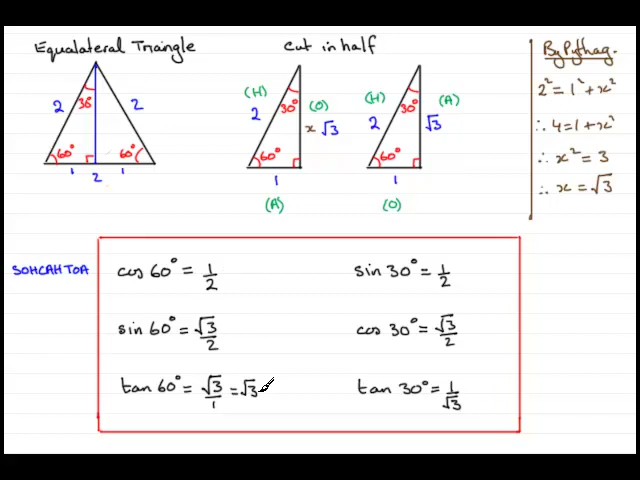 Equalateral Triangle
2
30°
2
60°
60°
1
2
1
Cut in half
(H)
2
30°
(O)
x √3
60°
1
(A)
(H)
2
30°
(A)
√3
60°
1
(O)
By Pythag.
2² = 1² + x²
∴ 4 = 1 + x²
∴ x² = 3
∴ x = √3
SOHCAHTOA
cos 60° = 1/2
sin 30° = 1/2
sin 60° = √3/2
cos 30° = √3/2
tan 60° = √3/1 = √3
tan 30° = 1/√3